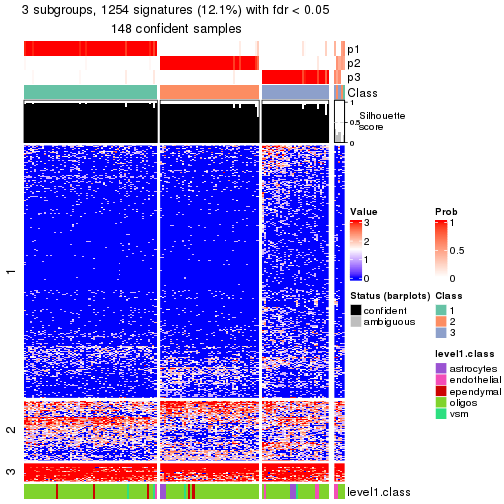 3 subgroups, 1254 signatures (12.1%) with fdr < 0.05
148 confident samples
p1
p2
p3
Class
1
0.5
0
Silhouette
score
1
2
3
level1.class
Value
3
2
1
0
Prob
1
0.5
0
Status (barplots)
confident
ambiguous
Class
1
2
3
level1.class
astrocytes
endothelial
ependymal
oligos
vsm